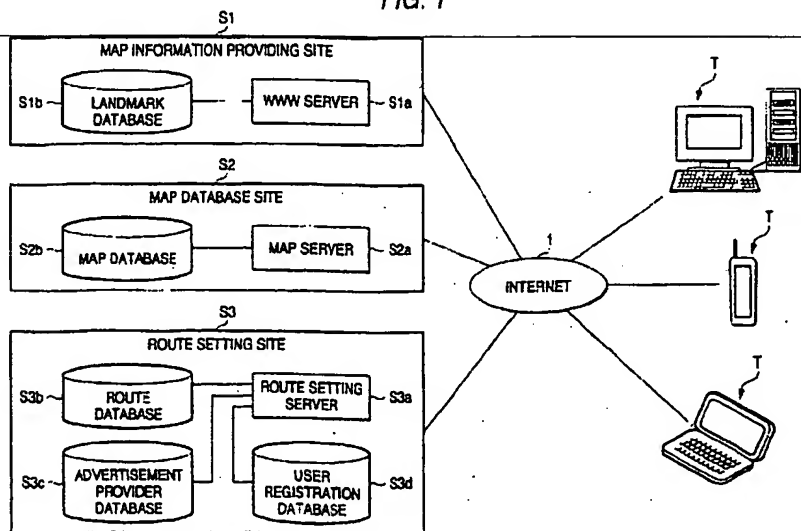 FIG. 1
S1
MAP INFORMATION PROVIDING SITE
S1b
LANDMARK
DATABASE
WWW SERVER
S1a
S2
MAP DATABASE SITE
S2b
MAP DATABASE
MAP SERVER
S2a
S3
ROUTE SETTING SITE
S3b
ROUTE
DATABASE
ROUTE SETTING
SERVER
S3a
S3c
ADVERTISEMENT
PROVIDER
DATABASE
USER
REGISTRATION
DATABASE
S3d
1
INTERNET
T
T
T